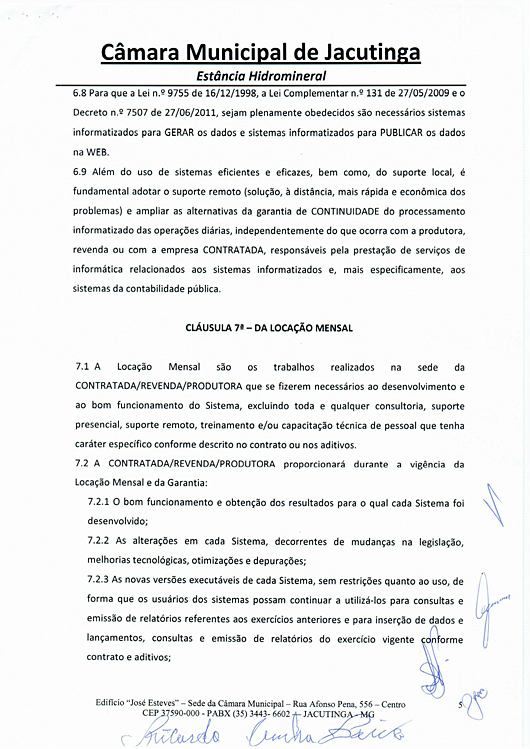 Câmara Municipal de Jacutinga
Estância Hidromineral
6.8 Para que a Lei n.º 9755 de 16/12/1998, a Lei Complementar n.º 131 de 27/05/2009 e o
Decreto n.º 7507 de 27/06/2011, sejam plenamente obedecidos são necessários sistemas
informatizados para GERAR os dados e sistemas informatizados para PUBLICAR os dados
na WEB.
6.9 Além do uso de sistemas eficientes e eficazes, bem como, do suporte local, é
fundamental adotar o suporte remoto (solução, à distância, mais rápida e econômica dos
problemas) e ampliar as alternativas da garantia de CONTINUIDADE do processamento
informatizado das operações diárias, independentemente do que ocorra com a produtora,
revenda ou com a empresa CONTRATADA, responsáveis pela prestação de serviços de
informática relacionados aos sistemas informatizados e, mais especificamente, aos
sistemas da contabilidade pública.
CLÁUSULA 7ª – DA LOCAÇÃO MENSAL
7.1 A Locação Mensal são os trabalhos realizados na sede da
CONTRATADA/REVENDA/PRODUTORA que se fizerem necessários ao desenvolvimento e
ao bom funcionamento do Sistema, excluindo toda e qualquer consultoria, suporte
presencial, suporte remoto, treinamento e/ou capacitação técnica de pessoal que tenha
caráter específico conforme descrito no contrato ou nos aditivos.
7.2 A CONTRATADA/REVENDA/PRODUTORA proporcionará durante a vigência da
Locação Mensal e da Garantia:
7.2.1 O bom funcionamento e obtenção dos resultados para o qual cada Sistema foi
desenvolvido;
7.2.2 As alterações em cada Sistema, decorrentes de mudanças na legislação,
melhorias tecnológicas, otimizações e depurações;
7.2.3 As novas versões executáveis de cada Sistema, sem restrições quanto ao uso, de
forma que os usuários dos sistemas possam continuar a utilizá-los para consultas e
emissão de relatórios referentes aos exercícios anteriores e para inserção de dados e
lançamentos, consultas e emissão de relatórios do exercício vigente conforme
contrato e aditivos;
Edifício “José Esteves” – Sede da Câmara Municipal – Rua Afonso Pena, 556 – Centro
5
CEP 37590-000 - PABX (35) 3443- 6602 – JACUTINGA - MG
Ricardo Cunha